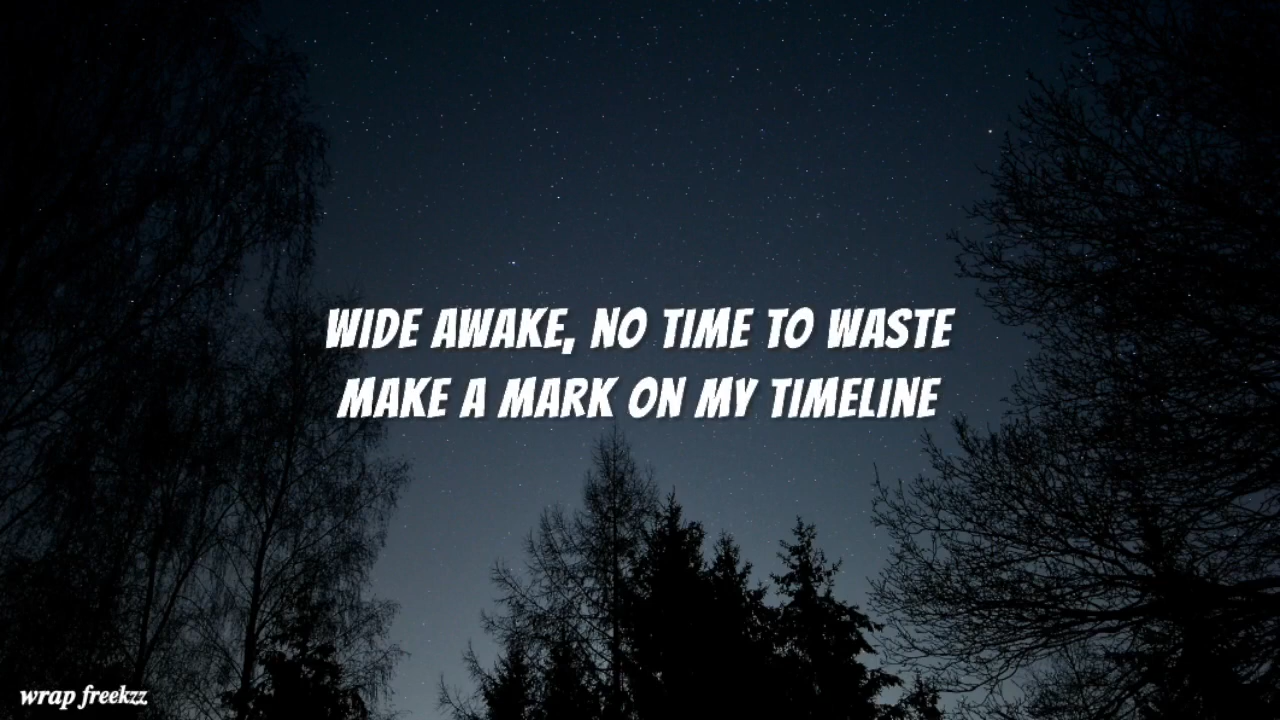 WIDE AWAKE, NO TIME TO WASTE
MAKE A MARK ON MY TIMELINE
wrap freekzz